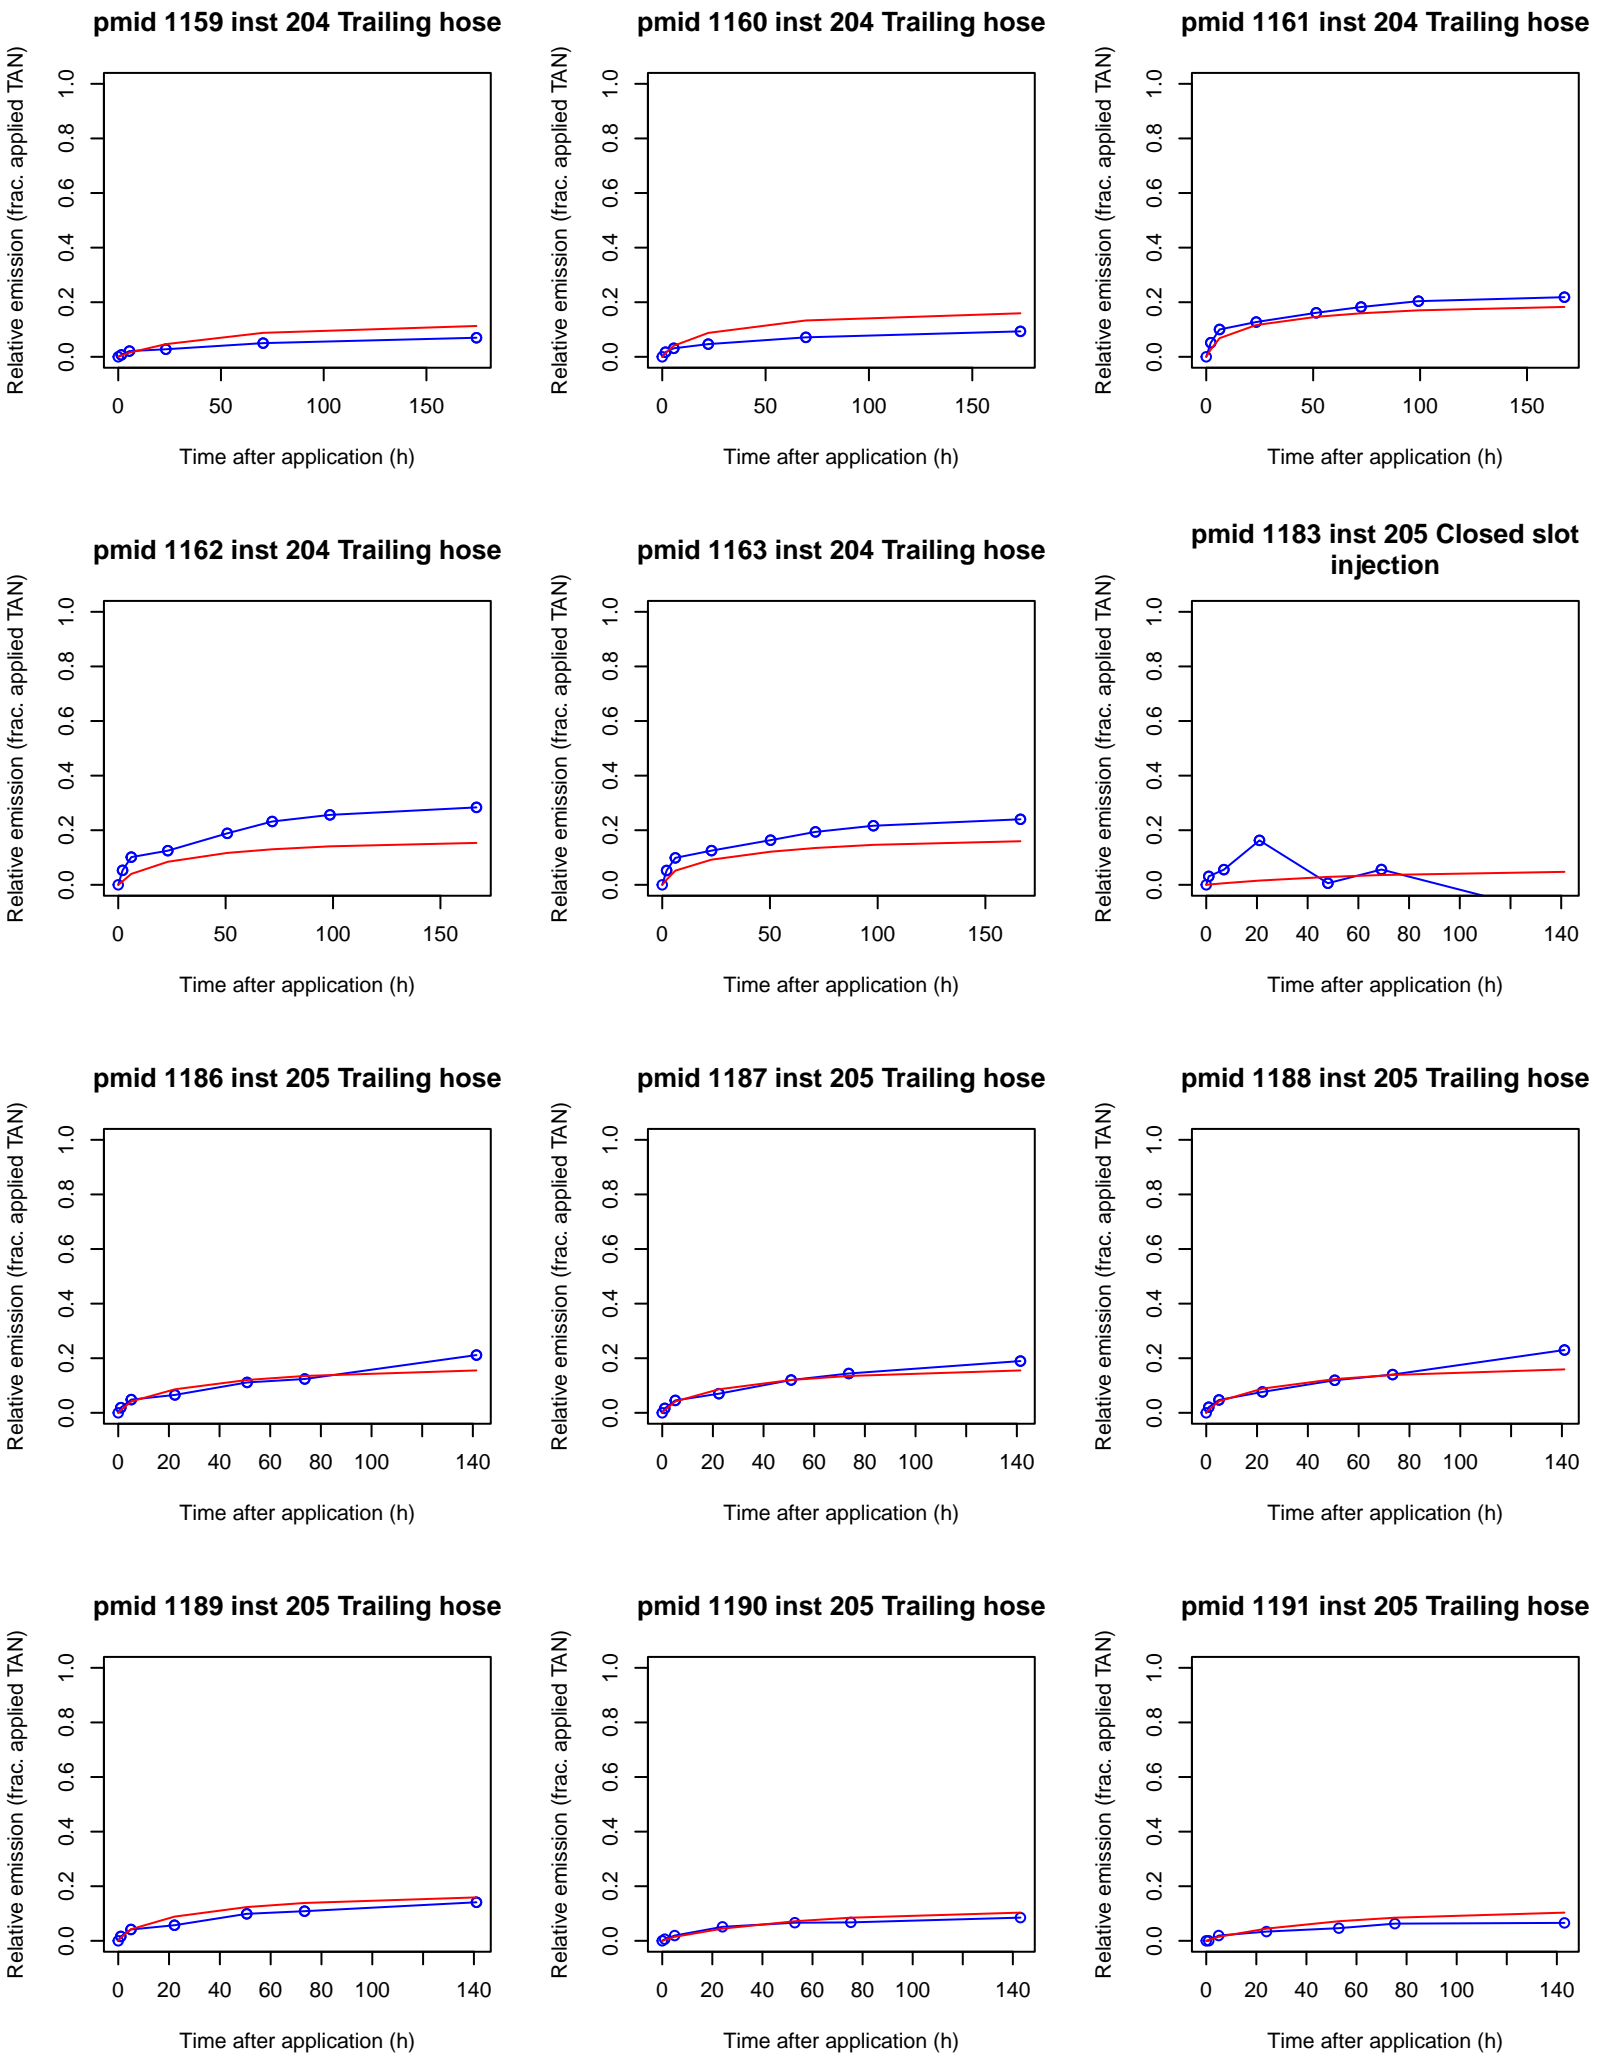 pmid 1159 inst 204 Trailing hose
Relative emission (frac. applied TAN)
0.0 0.2 0.4 0.6 0.8 1.0
0 50 100 150
Time after application (h)
pmid 1160 inst 204 Trailing hose
Relative emission (frac. applied TAN)
0.0 0.2 0.4 0.6 0.8 1.0
0 50 100 150
Time after application (h)
pmid 1161 inst 204 Trailing hose
Relative emission (frac. applied TAN)
0.0 0.2 0.4 0.6 0.8 1.0
0 50 100 150
Time after application (h)
pmid 1162 inst 204 Trailing hose
Relative emission (frac. applied TAN)
0.0 0.2 0.4 0.6 0.8 1.0
0 50 100 150
Time after application (h)
pmid 1163 inst 204 Trailing hose
Relative emission (frac. applied TAN)
0.0 0.2 0.4 0.6 0.8 1.0
0 50 100 150
Time after application (h)
pmid 1183 inst 205 Closed slot
injection
Relative emission (frac. applied TAN)
0.0 0.2 0.4 0.6 0.8 1.0
0 20 40 60 80 100 140
Time after application (h)
pmid 1186 inst 205 Trailing hose
Relative emission (frac. applied TAN)
0.0 0.2 0.4 0.6 0.8 1.0
0 20 40 60 80 100 140
Time after application (h)
pmid 1187 inst 205 Trailing hose
Relative emission (frac. applied TAN)
0.0 0.2 0.4 0.6 0.8 1.0
0 20 40 60 80 100 140
Time after application (h)
pmid 1188 inst 205 Trailing hose
Relative emission (frac. applied TAN)
0.0 0.2 0.4 0.6 0.8 1.0
0 20 40 60 80 100 140
Time after application (h)
pmid 1189 inst 205 Trailing hose
Relative emission (frac. applied TAN)
0.0 0.2 0.4 0.6 0.8 1.0
0 20 40 60 80 100 140
Time after application (h)
pmid 1190 inst 205 Trailing hose
Relative emission (frac. applied TAN)
0.0 0.2 0.4 0.6 0.8 1.0
0 20 40 60 80 100 140
Time after application (h)
pmid 1191 inst 205 Trailing hose
Relative emission (frac. applied TAN)
0.0 0.2 0.4 0.6 0.8 1.0
0 20 40 60 80 100 140
Time after application (h)